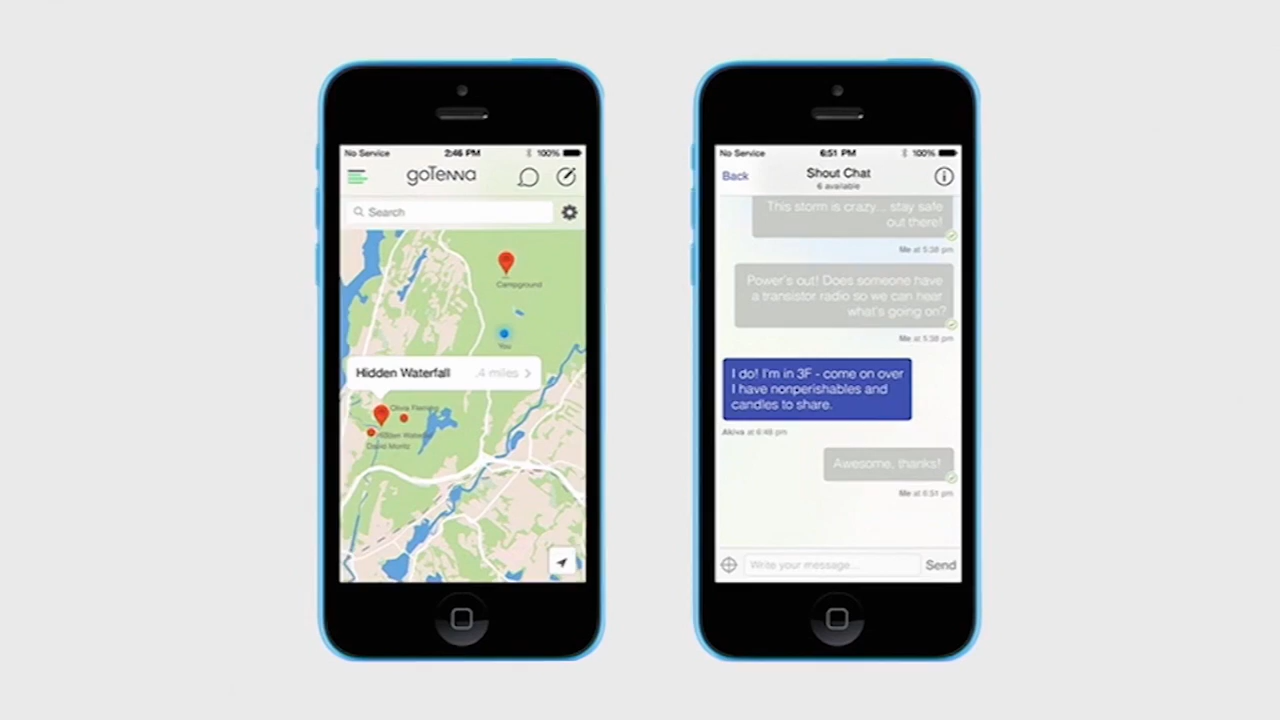 No Service 2:46 PM 100%
goTenna
Search
Campground
You
Hidden Waterfall .4 miles
Olivia Fleming
Hidden Waterfall
David Moritz
No Service 6:51 PM 100%
Back Shout Chat
6 available
This storm is crazy... stay safe
out there!
Me at 5:38 pm
Power's out! Does someone have
a transistor radio so we can hear
what's going on?
Me at 5:38 pm
I do! I'm in 3F - come on over
I have nonperishables and
candles to share.
Akiva at 6:48 pm
Awesome, thanks!
Me at 6:51 pm
Write your message... Send